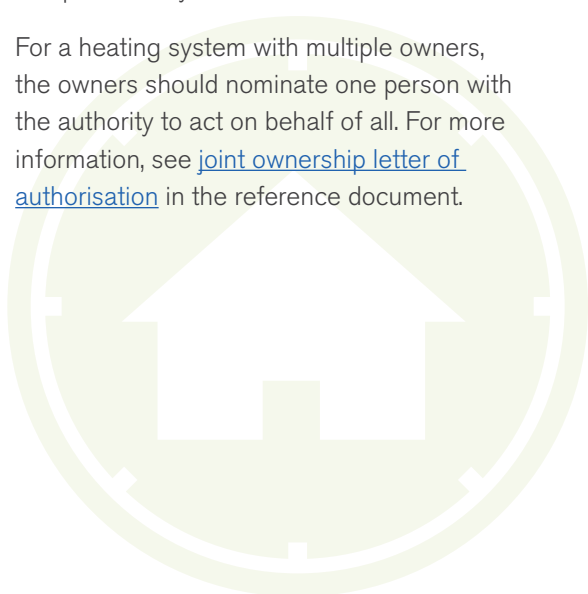 For a heating system with multiple owners,
the owners should nominate one person with
the authority to act on behalf of all. For more
information, see joint ownership letter of
authorisation in the reference document.